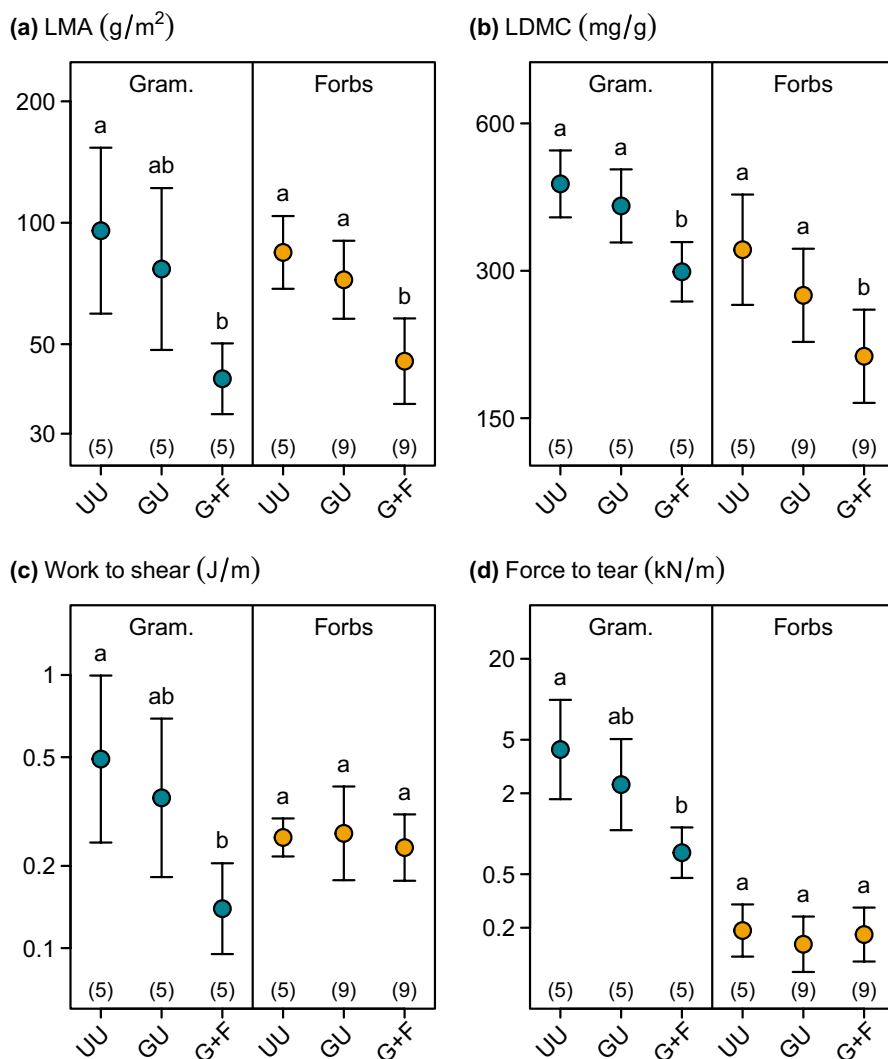 (a) LMA (g/m²)
Gram. Forbs
200
100
50
30
a ab b a a b
(5) (5) (5) (5) (9) (9)
UU GU G+F UU GU G+F
(b) LDMC (mg/g)
Gram. Forbs
600
300
150
a a b a a b
(5) (5) (5) (5) (9) (9)
UU GU G+F UU GU G+F
(c) Work to shear (J/m)
Gram. Forbs
1
0.5
0.2
0.1
a ab b a a a
(5) (5) (5) (5) (9) (9)
UU GU G+F UU GU G+F
(d) Force to tear (kN/m)
Gram. Forbs
20
5
2
0.5
0.2
a ab b a a a
(5) (5) (5) (5) (9) (9)
UU GU G+F UU GU G+F